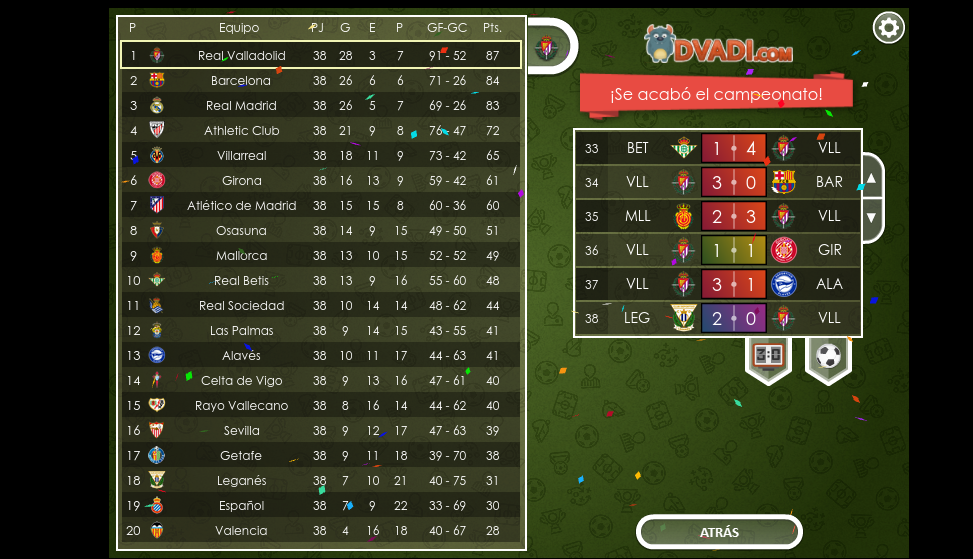 P Equipo PJ G E P GF-GC Pts.
1 Real Valladolid 38 28 3 7 91 - 52 87
2 Barcelona 38 26 6 6 71 - 26 84
3 Real Madrid 38 26 5 7 69 - 26 83
4 Athletic Club 38 21 9 8 76 - 47 72
5 Villarreal 38 18 11 9 73 - 42 65
6 Girona 38 16 13 9 59 - 42 61
7 Atlético de Madrid 38 15 15 8 60 - 36 60
8 Osasuna 38 14 9 15 49 - 50 51
9 Mallorca 38 13 10 15 52 - 52 49
10 Real Betis 38 13 9 16 55 - 60 48
11 Real Sociedad 38 10 14 14 48 - 62 44
12 Las Palmas 38 9 14 15 43 - 55 41
13 Alavés 38 10 11 17 44 - 63 41
14 Celta de Vigo 38 9 13 16 47 - 61 40
15 Rayo Vallecano 38 8 16 14 44 - 62 40
16 Sevilla 38 9 12 17 47 - 63 39
17 Getafe 38 9 11 18 39 - 70 38
18 Leganés 38 7 10 21 40 - 75 31
19 Español 38 7 9 22 33 - 69 30
20 Valencia 38 4 16 18 40 - 67 28
DVADI.COM
¡Se acabó el campeonato!
33 BET 1 4 VLL
34 VLL 3 0 BAR
35 MLL 2 3 VLL
36 VLL 1 1 GIR
37 VLL 3 1 ALA
38 LEG 2 0 VLL
ATRÁS